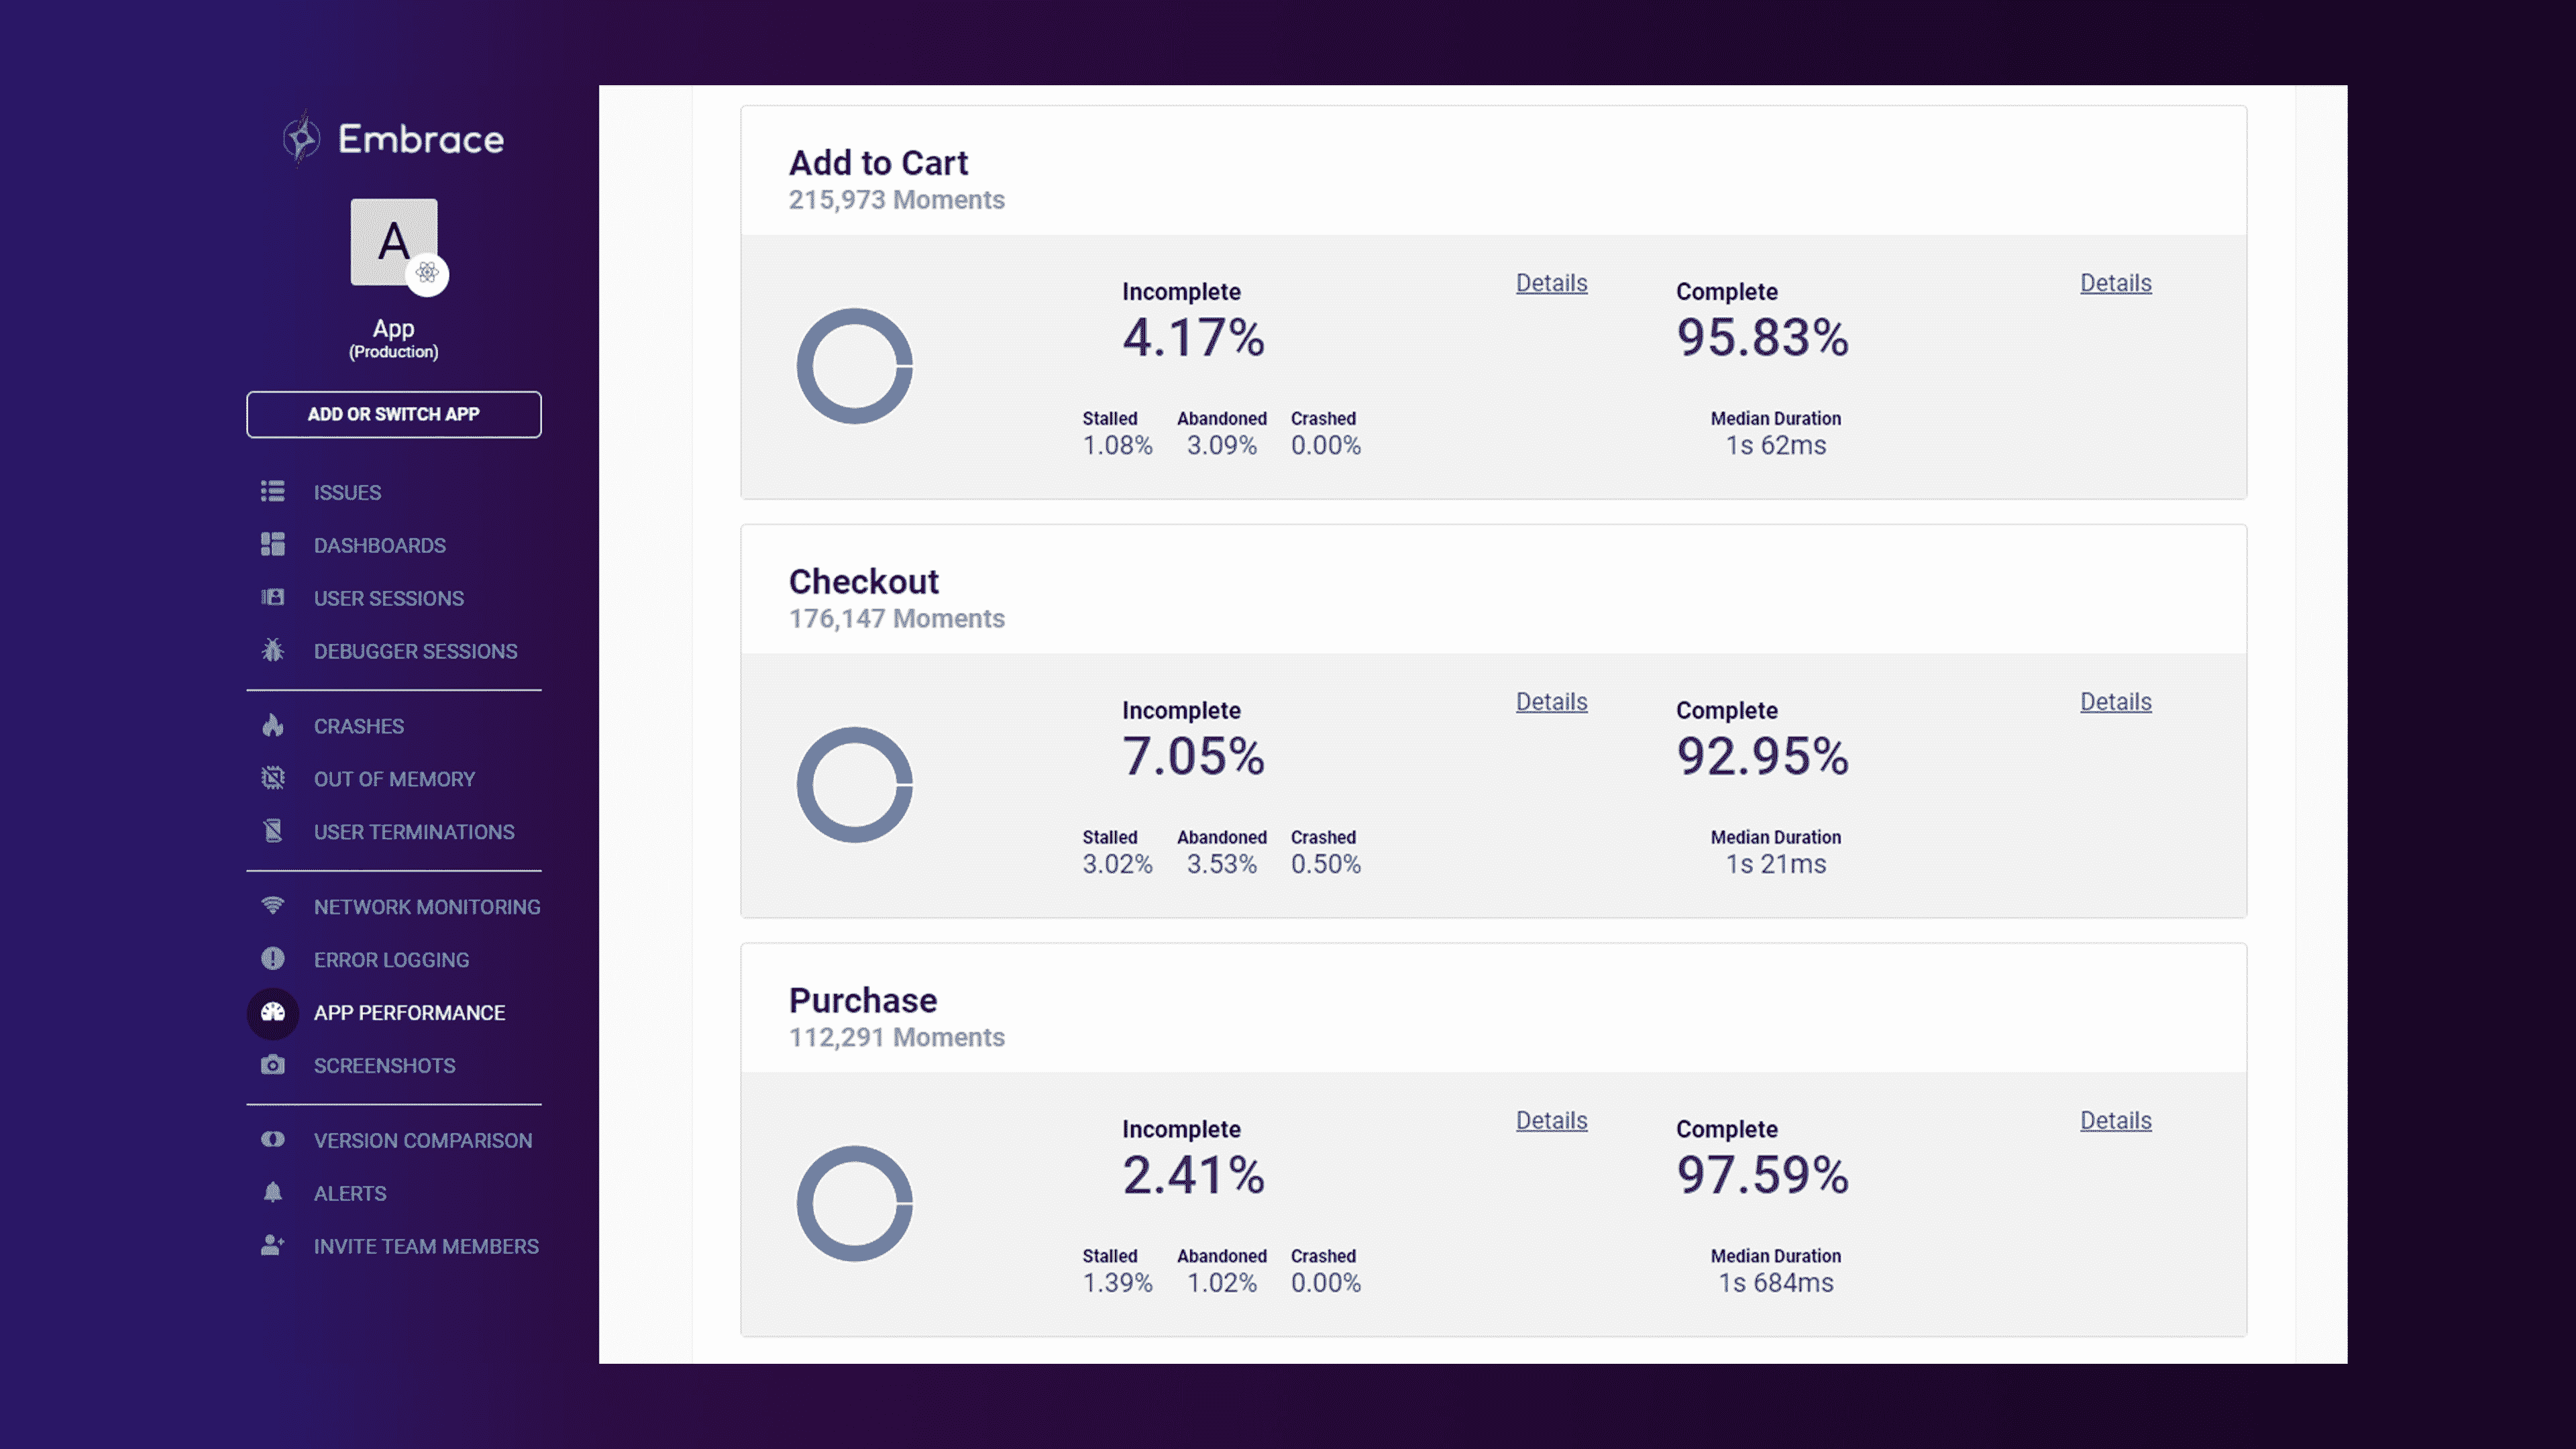 Embrace
A
App
(Production)
ADD OR SWITCH APP
ISSUES
DASHBOARDS
USER SESSIONS
DEBUGGER SESSIONS
CRASHES
OUT OF MEMORY
USER TERMINATIONS
NETWORK MONITORING
ERROR LOGGING
APP PERFORMANCE
SCREENSHOTS
VERSION COMPARISON
ALERTS
INVITE TEAM MEMBERS
Add to Cart
215,973 Moments
Incomplete Details Complete Details
4.17% 95.83%
Stalled Abandoned Crashed Median Duration
1.08% 3.09% 0.00% 1s 62ms
Checkout
176,147 Moments
Incomplete Details Complete Details
7.05% 92.95%
Stalled Abandoned Crashed Median Duration
3.02% 3.53% 0.50% 1s 21ms
Purchase
112,291 Moments
Incomplete Details Complete Details
2.41% 97.59%
Stalled Abandoned Crashed Median Duration
1.39% 1.02% 0.00% 1s 684ms